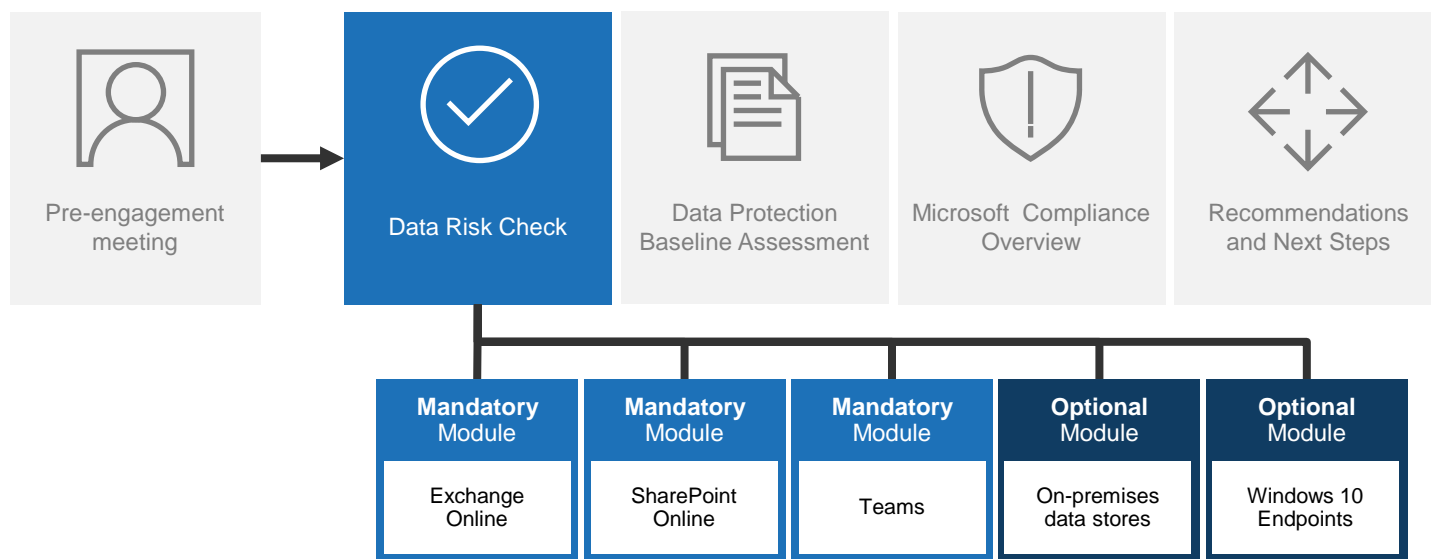 Pre-engagement
meeting
Data Risk Check
Data Protection
Baseline Assessment
Microsoft  Compliance
Overview
Recommendations
and Next Steps
Mandatory
Module
Exchange
Online
Mandatory
Module
SharePoint
Online
Mandatory
Module
Teams
Optional
Module
On-premises
data stores
Optional
Module
Windows 10
Endpoints